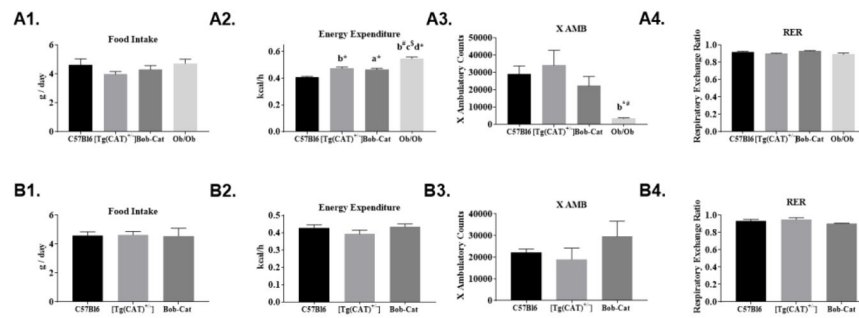 A1.
Food Intake
g / day
6
4
2
0
C57Bl6 [Tg(CAT)+/-] Bob-Cat Ob/Ob
A2.
Energy Expenditure
kcal/h
0.6
0.4
0.2
0.0
b* a* b#c$d*
C57Bl6 [Tg(CAT)+/-] Bob-Cat Ob/Ob
A3.
X AMB
X Ambulatory Counts
50000
40000
30000
20000
10000
0
C57Bl6 [Tg(CAT)+/-] Bob-Cat Ob/Ob
A4.
RER
Respiratory Exchange Ratio
1.0
0.8
0.6
0.4
0.2
0.0
C57Bl6 [Tg(CAT)+/-] Bob-Cat Ob/Ob
B1.
Food Intake
g / day
6
4
2
0
C57Bl6 [Tg(CAT)+/-] Bob-Cat
B2.
Energy Expenditure
kcal/h
0.6
0.4
0.2
0.0
C57Bl6 [Tg(CAT)+/-] Bob-Cat
B3.
X AMB
X Ambulatory Counts
40000
30000
20000
10000
0
C57Bl6 [Tg(CAT)+/-] Bob-Cat
B4.
RER
Respiratory Exchange Ratio
1.0
0.8
0.6
0.4
0.2
0.0
C57Bl6 [Tg(CAT)+/-] Bob-Cat